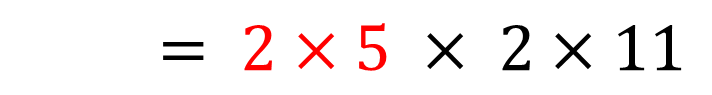 = 2 × 5 × 2 × 11